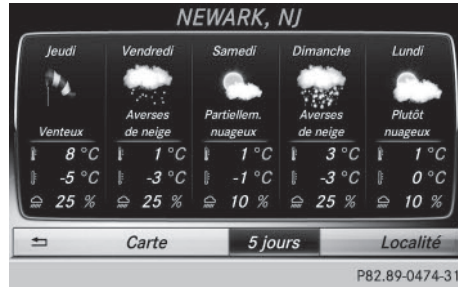 NEWARK, NJ
Jeudi Vendredi Samedi Dimanche Lundi
Venteux Averses de neige Partiellem. nuageux Averses de neige Plutôt nuageux
8 °C 1 °C 1 °C 3 °C 1 °C
-5 °C -3 °C -1 °C -3 °C 0 °C
25 % 25 % 10 % 25 % 10 %
Carte 5 jours Localité
P82.89-0474-31